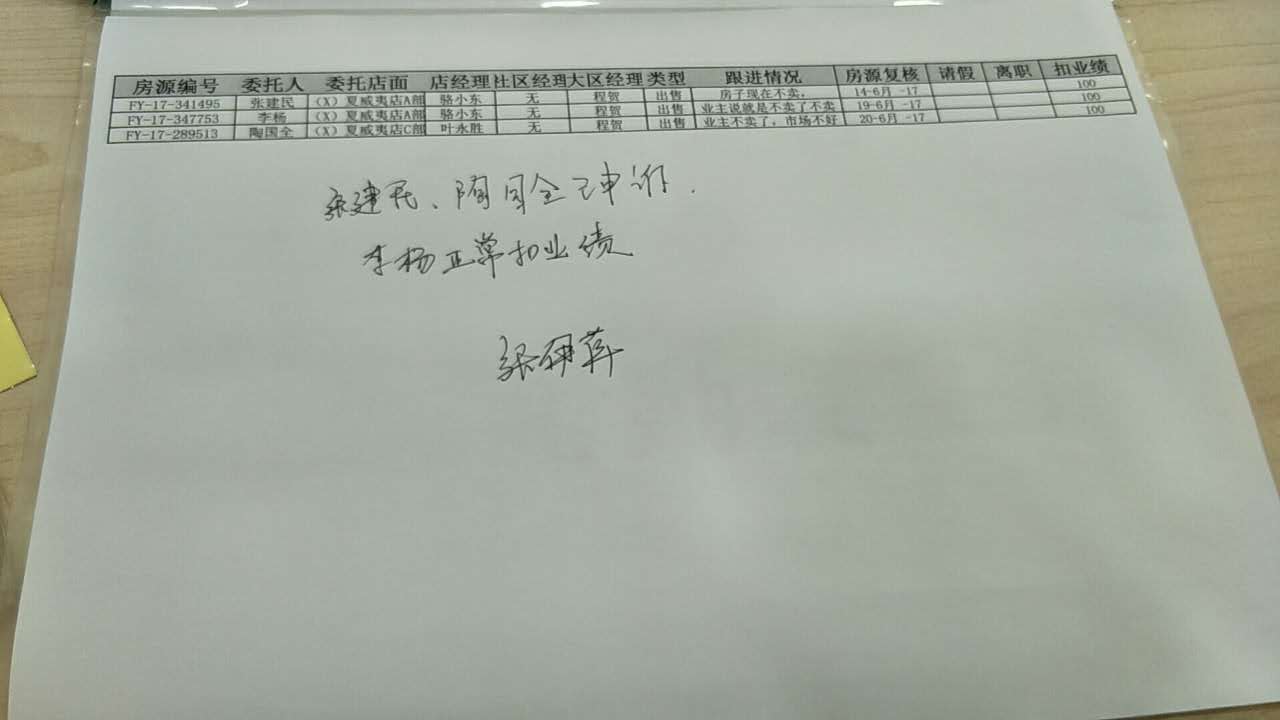 房源编号 委托人 委托店面 店经理 社区经理 大区经理 类型 跟进情况 房源复核 请假 离职 扣业绩
FY-17-341495 张建民 (X)夏威夷店A部 骆小东 无 程贺 出售 房子现在不卖, 14-6月 -17 100
FY-17-347753 李杨 (X)夏威夷店A部 骆小东 无 程贺 出售 业主说就是不卖了不卖 19-6月 -17 100
FY-17-289513 陶国全 (X)夏威夷店C部 叶永胜 无 程贺 出售 业主不卖了,市场不好 20-6月 -17 100
张建民、陶国全已申诉.
李杨正常扣业绩